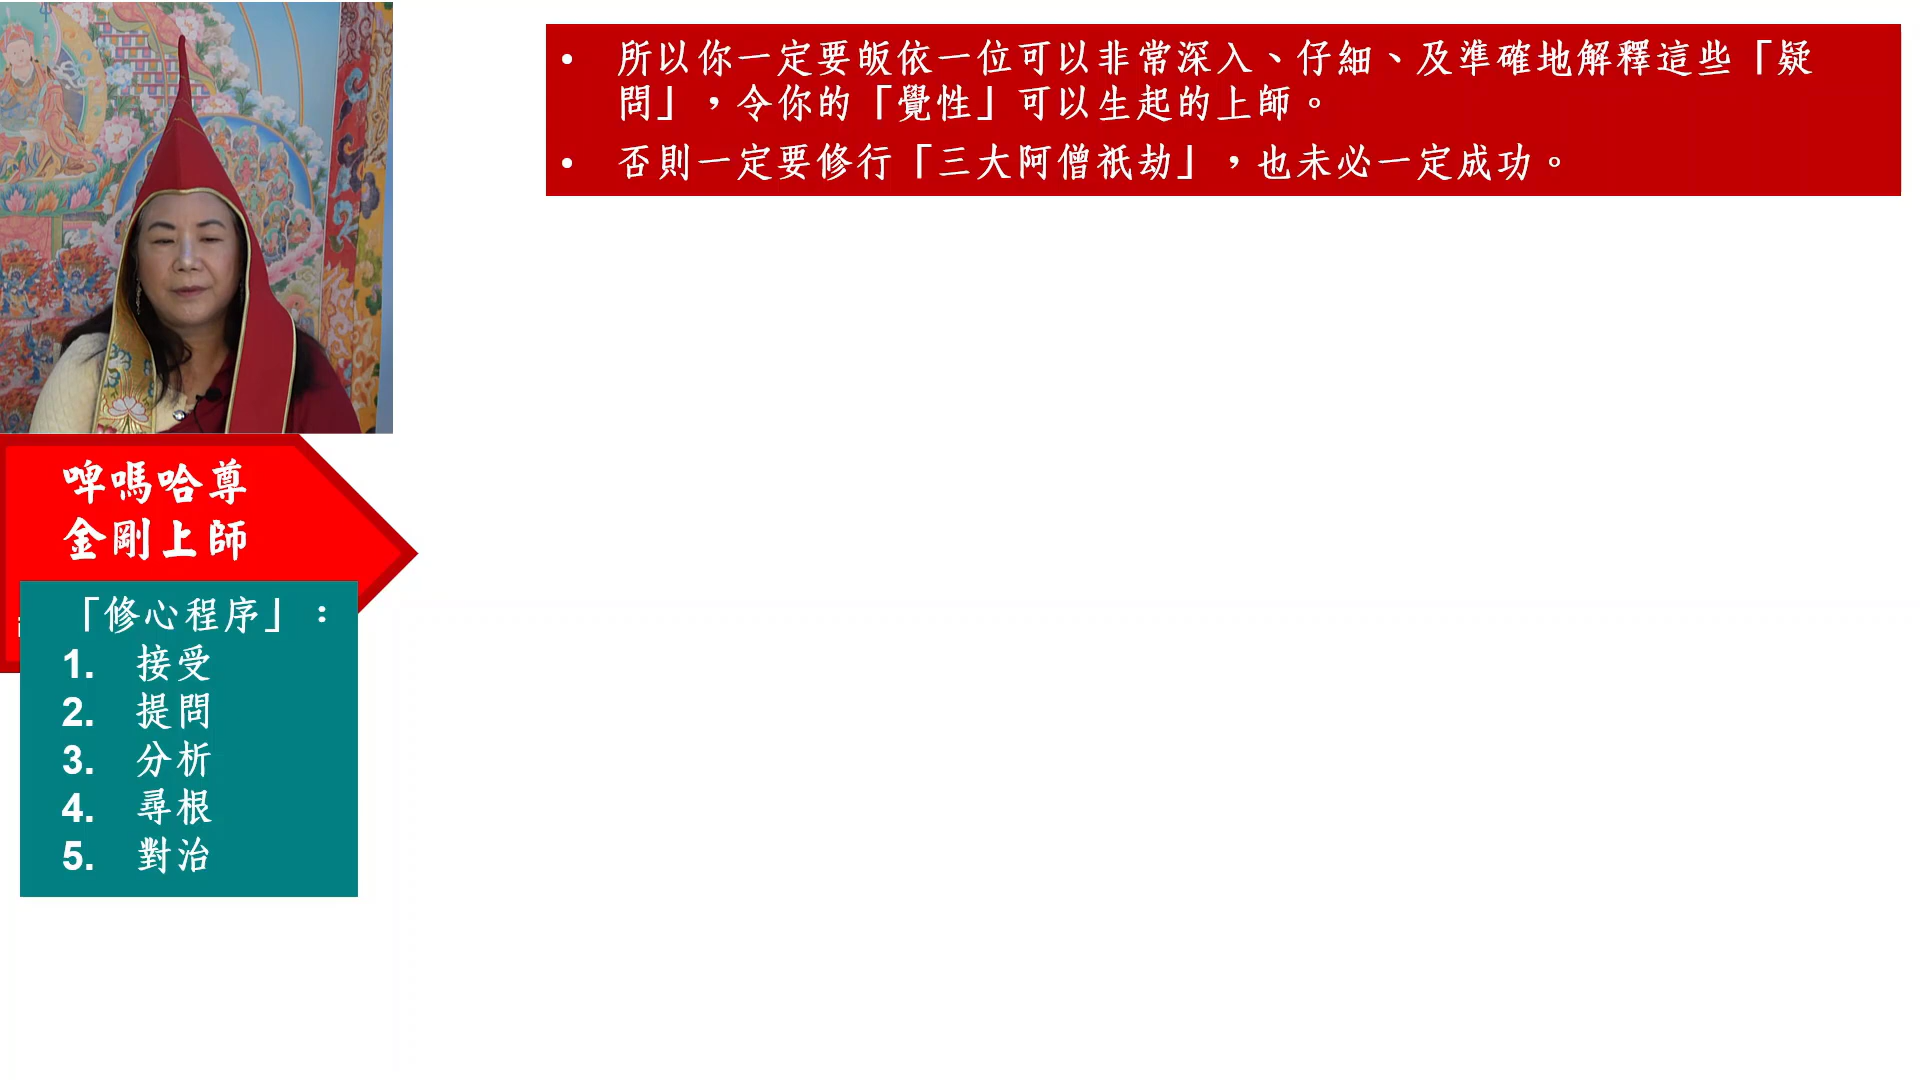 • 所以你一定要皈依一位可以非常深入、仔細、及準確地解釋這些「疑
問」，令你的「覺性」可以生起的上師。
• 否則一定要修行「三大阿僧祇劫」，也未必一定成功。
啤嗎哈尊
金剛上師
「修心程序」：
1. 接受
2. 提問
3. 分析
4. 尋根
5. 對治